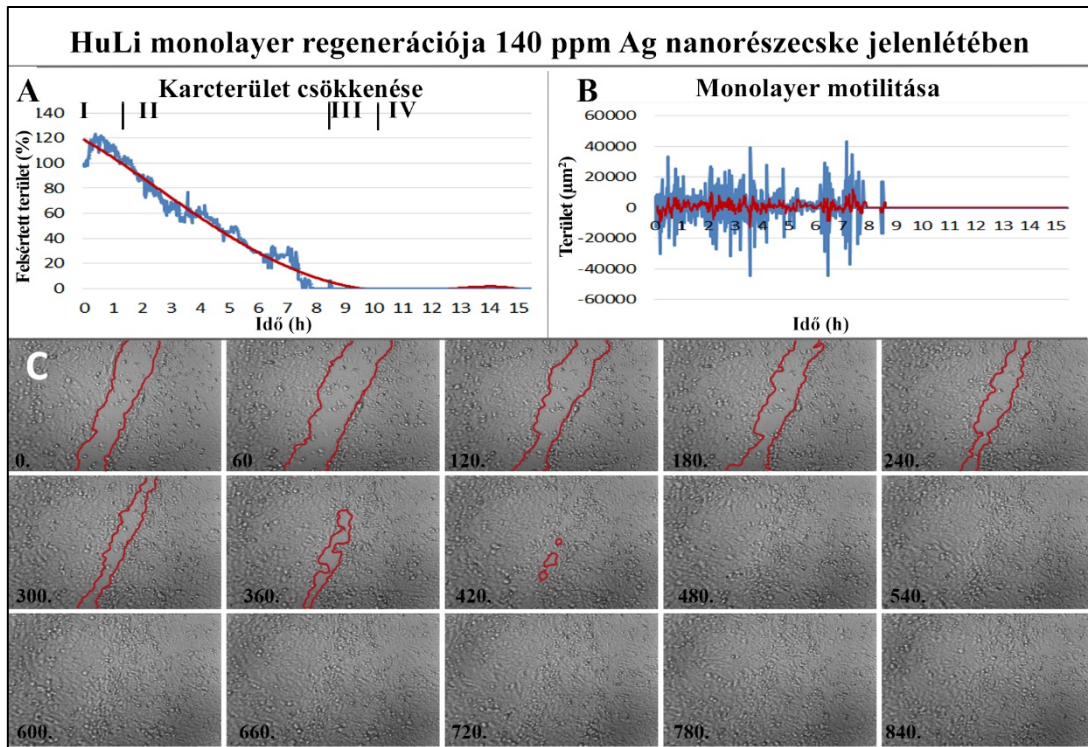 HuLi monolayer regenerációja 140 ppm Ag nanorészecske jelenlétében
A
Karcterület csökkenése
I | II | III | IV
Felsértett terület (%)
140
120
100
80
60
40
20
0
0 1 2 3 4 5 6 7 8 9 10 11 12 13 14 15
Idő (h)
B
Monolayer motilitása
Terület (µm²)
60000
40000
20000
0
-20000
-40000
-60000
0 1 2 3 4 5 6 7 8 9 10 11 12 13 14 15
Idő (h)
C
0. 60 120. 180. 240.
300. 360. 420. 480. 540.
600. 660. 720. 780. 840.